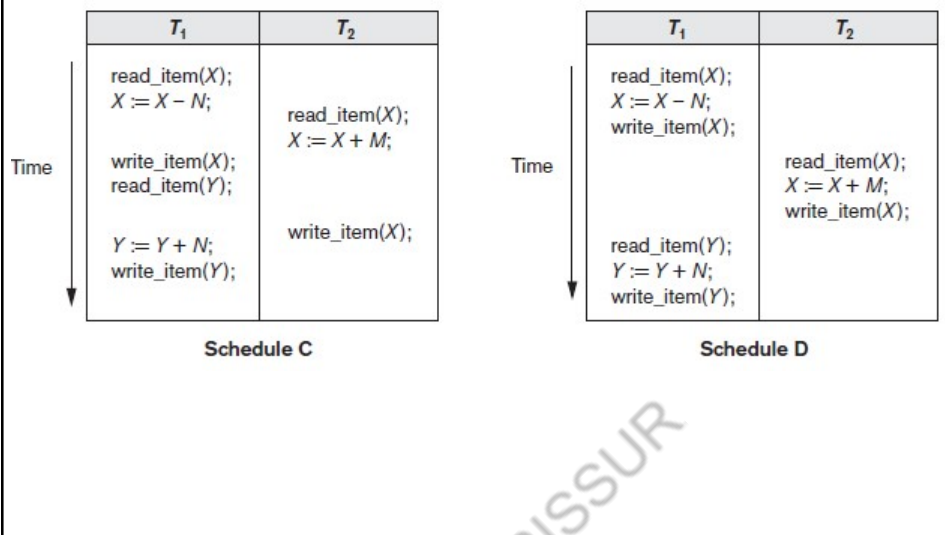 T₁ T₂
read_item(X);
X := X – N;
read_item(X);
X := X + M;
write_item(X);
read_item(Y);
write_item(X);
Y := Y + N;
write_item(Y);
Time
Schedule C
T₁ T₂
read_item(X);
X := X – N;
write_item(X);
read_item(X);
X := X + M;
write_item(X);
read_item(Y);
Y := Y + N;
write_item(Y);
Time
Schedule D